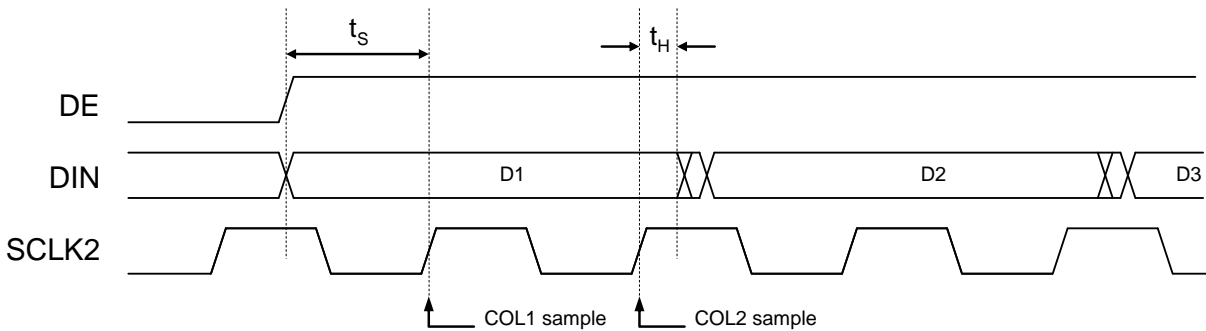 tS
tH
DE
DIN
D1
D2
D3
SCLK2
COL1 sample
COL2 sample